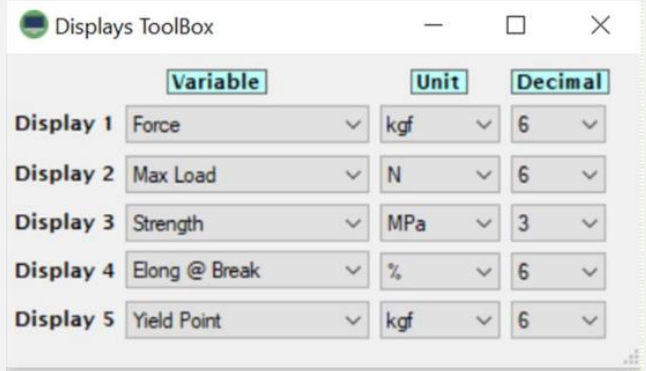 Displays ToolBox
Variable Unit Decimal
Display 1 Force kgf 6
Display 2 Max Load N 6
Display 3 Strength MPa 3
Display 4 Elong @ Break % 6
Display 5 Yield Point kgf 6